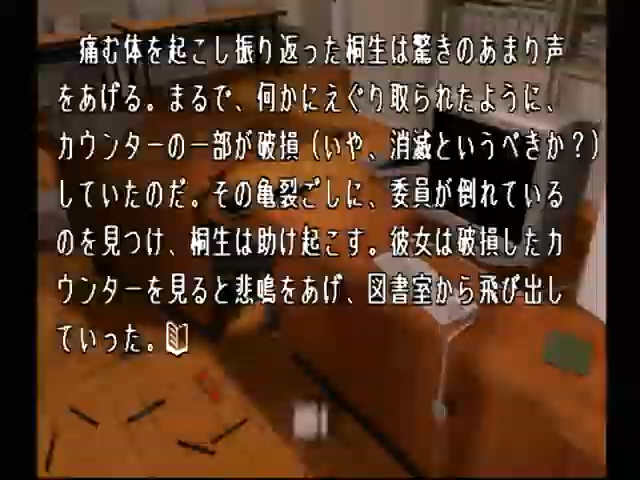 痛む体を起こし振り返った桐生は驚きのあまり声
をあげる。まるで、何かにえぐり取られたように、
カウンターの一部が破損（いや、消滅というべきか？）
していたのだ。その亀裂ごしに、委員が倒れている
のを見つけ、桐生は助け起こす。彼女は破損したカ
ウンターを見ると悲鳴をあげ、図書室から飛び出し
ていった。